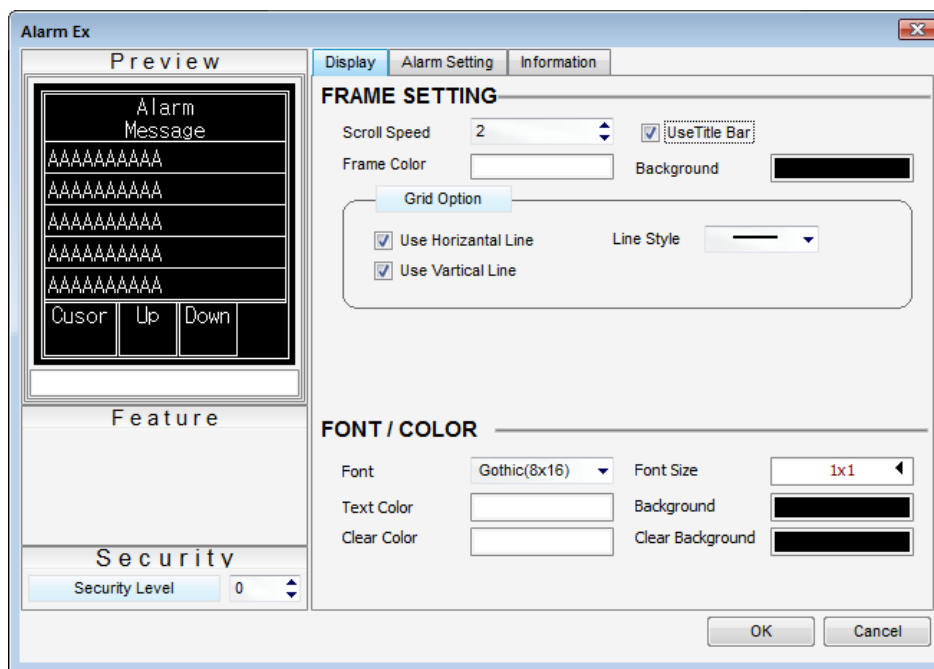 Alarm Ex
Preview
Alarm
Message
AAAAAAAAAA
AAAAAAAAAA
AAAAAAAAAA
AAAAAAAAAA
AAAAAAAAAA
Cusor Up Down
Feature
Security
Security Level 0
Display Alarm Setting Information
FRAME SETTING
Scroll Speed 2 UseTitle Bar
Frame Color Background
Grid Option
Use Horizantal Line Line Style
Use Vartical Line
FONT / COLOR
Font Gothic(8x16) Font Size 1x1
Text Color Background
Clear Color Clear Background
OK Cancel